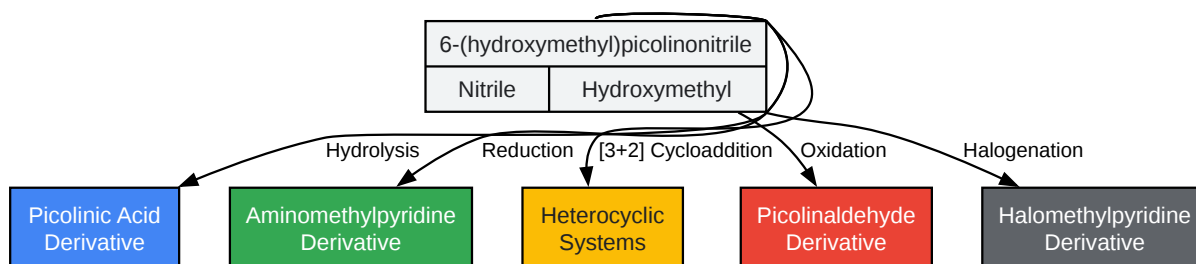 6-(hydroxymethyl)picolinonitrile
Nitrile
Hydroxymethyl
Hydrolysis
Reduction
[3+2] Cycloaddition
Oxidation
Halogenation
Picolinic Acid
Derivative
Aminomethylpyridine
Derivative
Heterocyclic
Systems
Picolinaldehyde
Derivative
Halomethylpyridine
Derivative